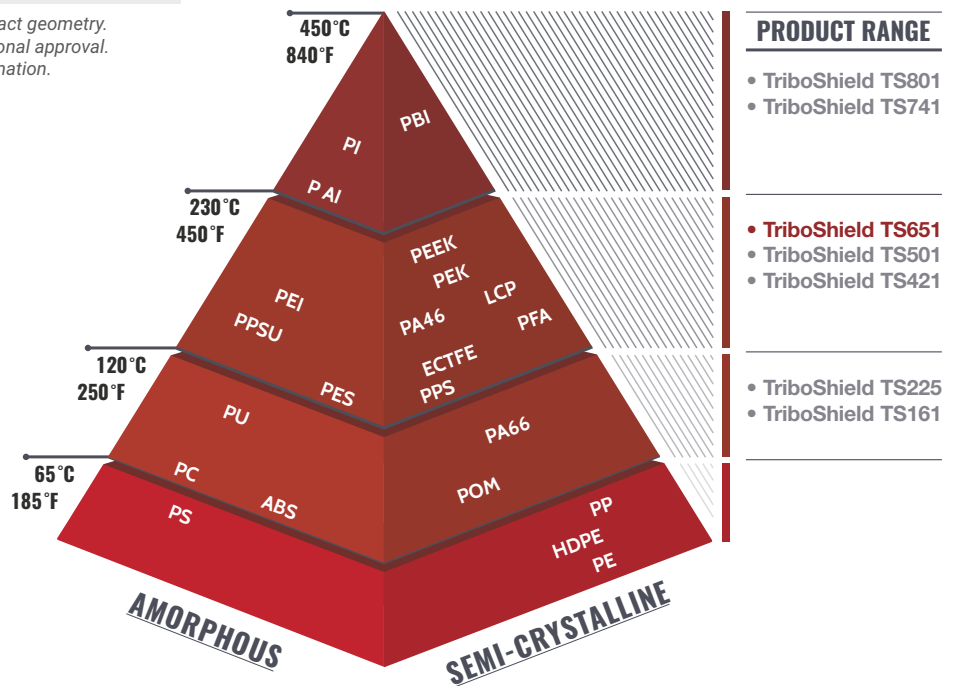 act geometry.
onal approval.
nation.
450°C
840°F
230°C
450°F
120°C
250°F
65°C
185°F
PI
P AI
PBI
PEI
PPSU
PES
PEEK
PEK
LCP
PA46
PFA
ECTFE
PPS
PU
PC
ABS
PA66
POM
PS
PP
HDPE
PE
AMORPHOUS
SEMI-CRYSTALLINE
PRODUCT RANGE
• TriboShield TS801
• TriboShield TS741
• TriboShield TS651
• TriboShield TS501
• TriboShield TS421
• TriboShield TS225
• TriboShield TS161